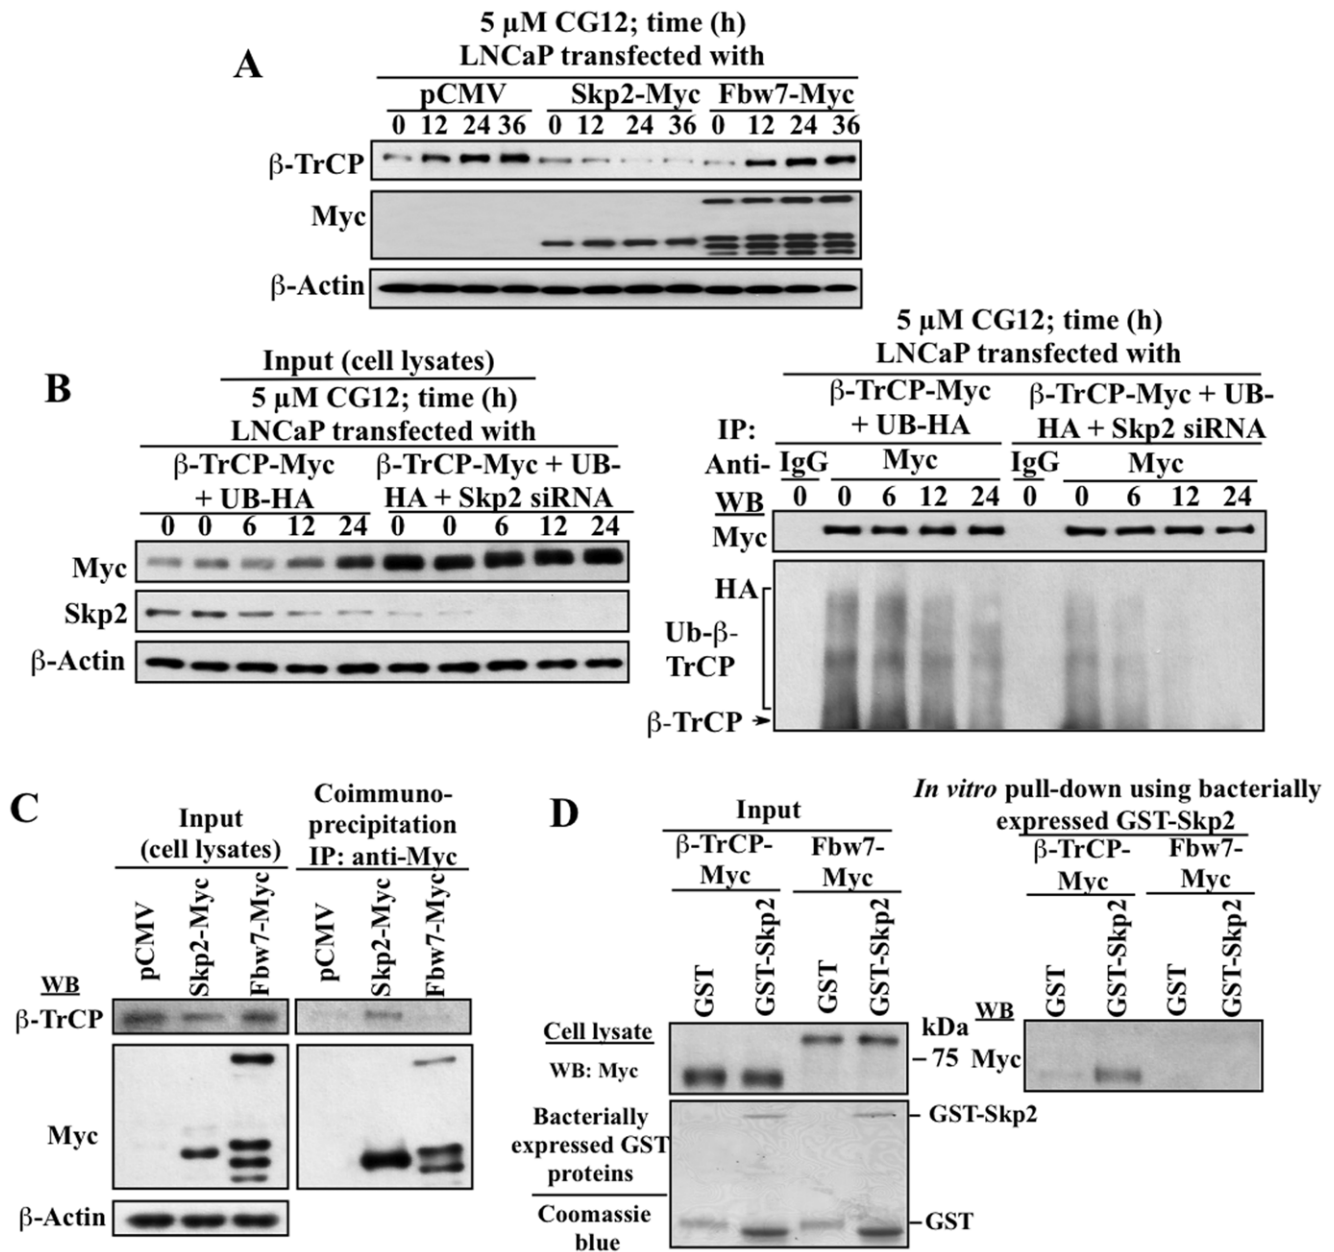 A
5 µM CG12; time (h)
LNCaP transfected with
pCMV Skp2-Myc Fbw7-Myc
0 12 24 36 0 12 24 36 0 12 24 36
β-TrCP
Myc
β-Actin
B
Input (cell lysates)
5 µM CG12; time (h)
LNCaP transfected with
β-TrCP-Myc β-TrCP-Myc + UB-
+ UB-HA HA + Skp2 siRNA
0 0 6 12 24 0 0 6 12 24
Myc
Skp2
β-Actin
5 µM CG12; time (h)
LNCaP transfected with
β-TrCP-Myc β-TrCP-Myc + UB-
IP: + UB-HA HA + Skp2 siRNA
Anti- IgG Myc IgG Myc
WB 0 0 6 12 24 0 0 6 12 24
Myc
HA
Ub-β-
TrCP
β-TrCP
C
Input
(cell lysates)
Coimmuno-
precipitation
IP: anti-Myc
pCMV Skp2-Myc Fbw7-Myc pCMV Skp2-Myc Fbw7-Myc
WB
β-TrCP
Myc
β-Actin
D
Input
β-TrCP- Fbw7-
Myc Myc
GST GST-Skp2 GST GST-Skp2
Cell lysate
WB: Myc
kDa
75
Bacterially
expressed GST
proteins
Coomassie
blue
GST-Skp2
GST
In vitro pull-down using bacterially
expressed GST-Skp2
β-TrCP- Fbw7-
Myc Myc
GST GST-Skp2 GST GST-Skp2
WB
Myc